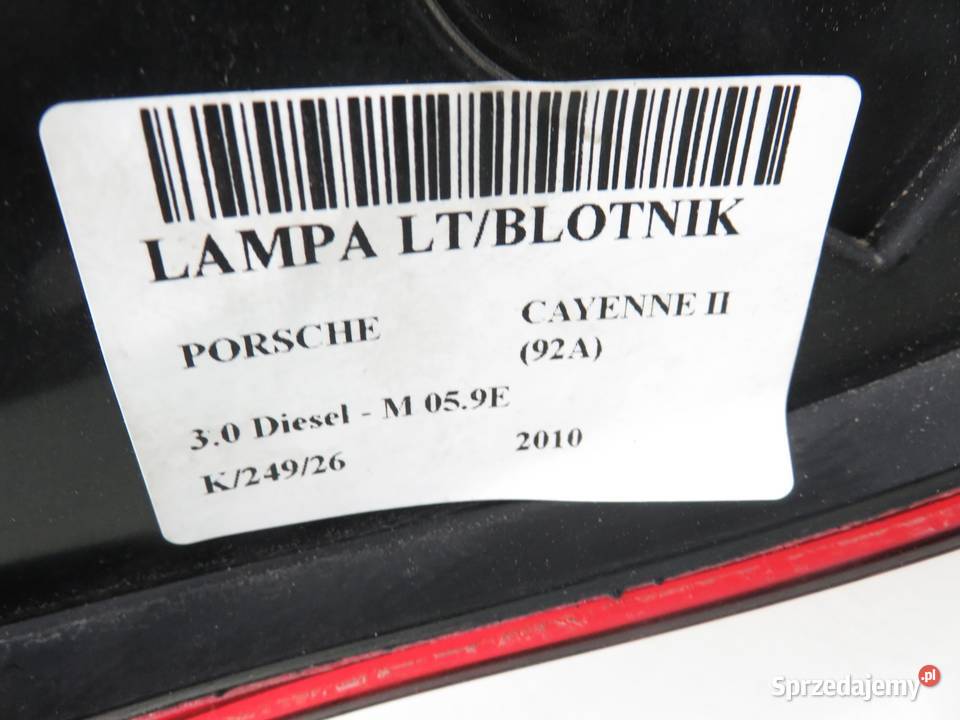 LAMPA LT/BLOTNIK
PORSCHE CAYENNE II
(92A)
3.0 Diesel - M 05.9E
K/249/26 2010
Sprzedajemy.pl